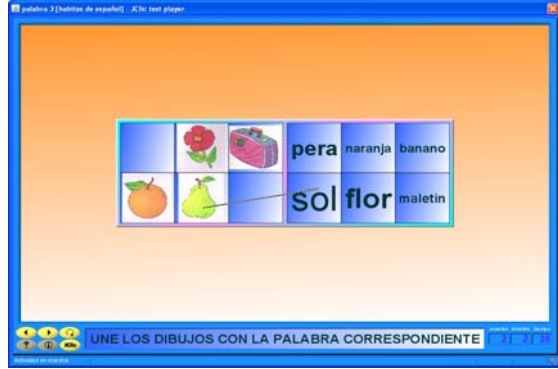 palabra 3 [habitos de español] - JClic test player
pera naranja banano
sol flor maletin
UNE LOS DIBUJOS CON LA PALABRA CORRESPONDIENTE
Actividad en marcha